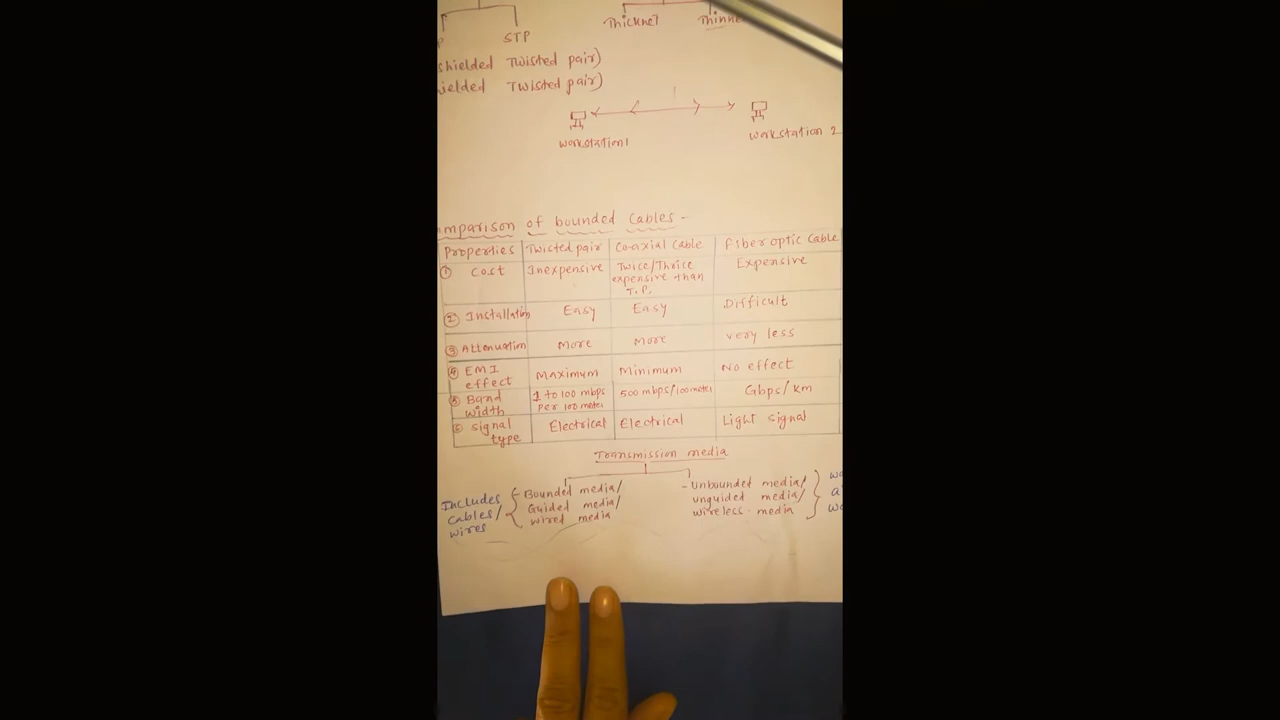 STP
Thicknet
shielded Twisted pair)
ielded Twisted pair)
workstation1
workstation 2
omparison of bounded cables -
Properties Twisted pair Co-axial cable fiber optic cable
① Cost Inexpensive Twice/Thrice expensive than T.P. Expensive
② Installation Easy Easy Difficult
③ Attenuation More More very less
④ EMI effect Maximum Minimum No effect
⑤ Band width 1 to 100 mbps per 100 meter 500 mbps/100meter Gbps/km
⑥ signal type Electrical Electrical Light signal
Transmission media
Includes cables/ wires
Bounded media/
Guided media/
wired media
- Unbounded media/
unguided media/
wireless media